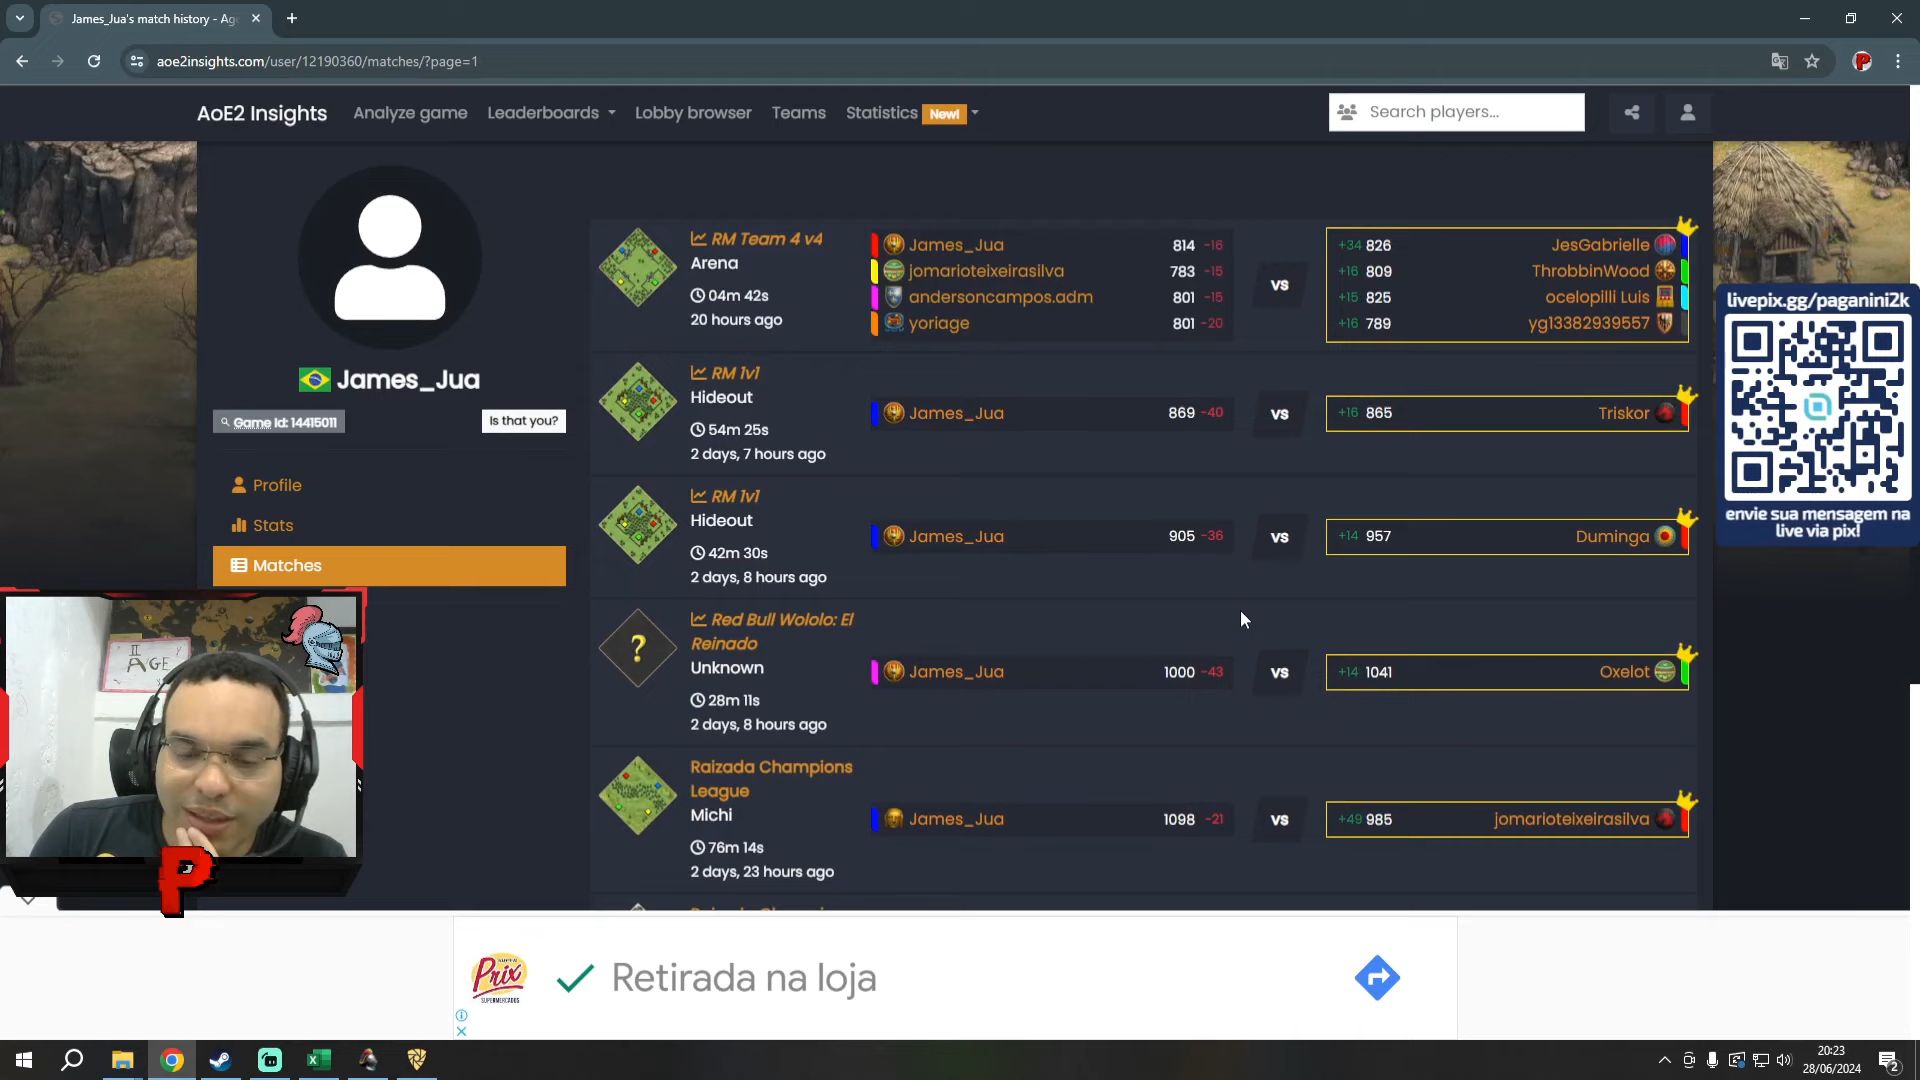 James_Jua's match history - Ag
aoe2insights.com/user/12190360/matches/?page=1
AoE2 Insights
Analyze game
Leaderboards
Lobby browser
Teams
Statistics New!
Search players...
James_Jua
Game Id: 14415011
Is that you?
Profile
Stats
Matches
RM Team 4 v4
Arena
04m 42s
20 hours ago
James_Jua 814 -16
jomarioteixeirasilva 783 -15
andersoncampos.adm 801 -15
yoriage 801 -20
vs
+34 826 JesGabrielle
+16 809 ThrobbinWood
+15 825 ocelopilli Luis
+16 789 yg13382939557
RM 1v1
Hideout
54m 25s
2 days, 7 hours ago
James_Jua 869 -40
vs
+16 865 Triskor
RM 1v1
Hideout
42m 30s
2 days, 8 hours ago
James_Jua 905 -36
vs
+14 957 Duminga
Red Bull Wololo: El
Reinado
Unknown
28m 11s
2 days, 8 hours ago
James_Jua 1000 -43
vs
+14 1041 Oxelot
Raizada Champions
League
Michi
76m 14s
2 days, 23 hours ago
James_Jua 1098 -21
vs
+49 985 jomarioteixeirasilva
livepix.gg/paganini2k
envie sua mensagem na
live via pix!
II
AGE
P
Prix
SUPERMERCADOS
Retirada na loja
20:23
28/06/2024
2